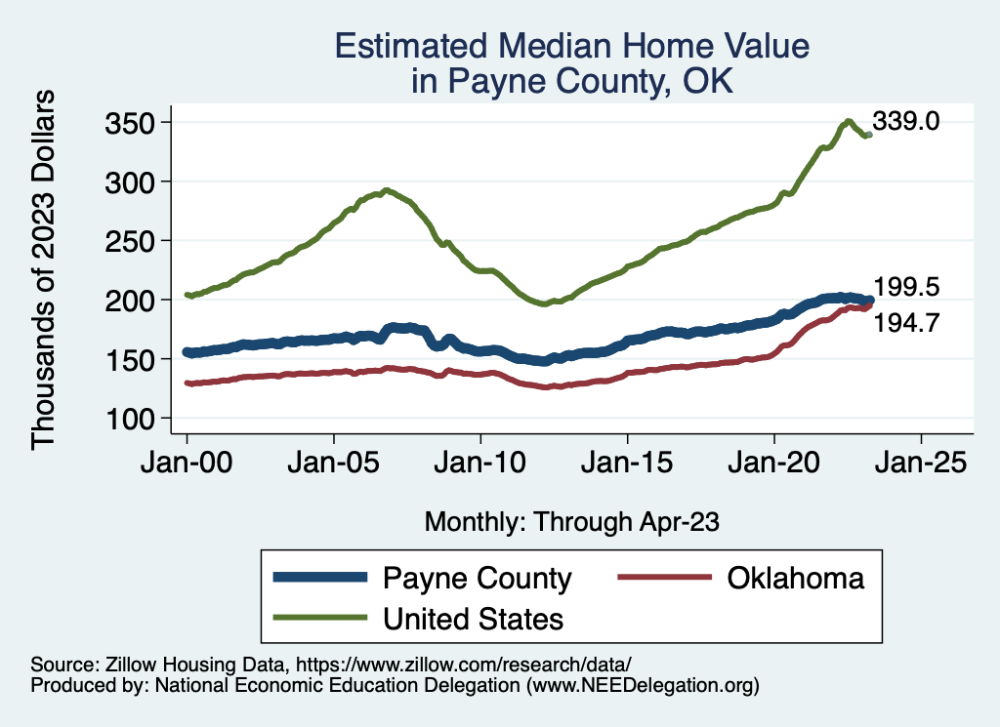 Estimated Median Home Value
in Payne County, OK
Thousands of 2023 Dollars
350
300
250
200
150
100
339.0
199.5
194.7
Jan-00 Jan-05 Jan-10 Jan-15 Jan-20 Jan-25
Monthly: Through Apr-23
Payne County Oklahoma
United States
Source: Zillow Housing Data, https://www.zillow.com/research/data/
Produced by: National Economic Education Delegation (www.NEEDelegation.org)